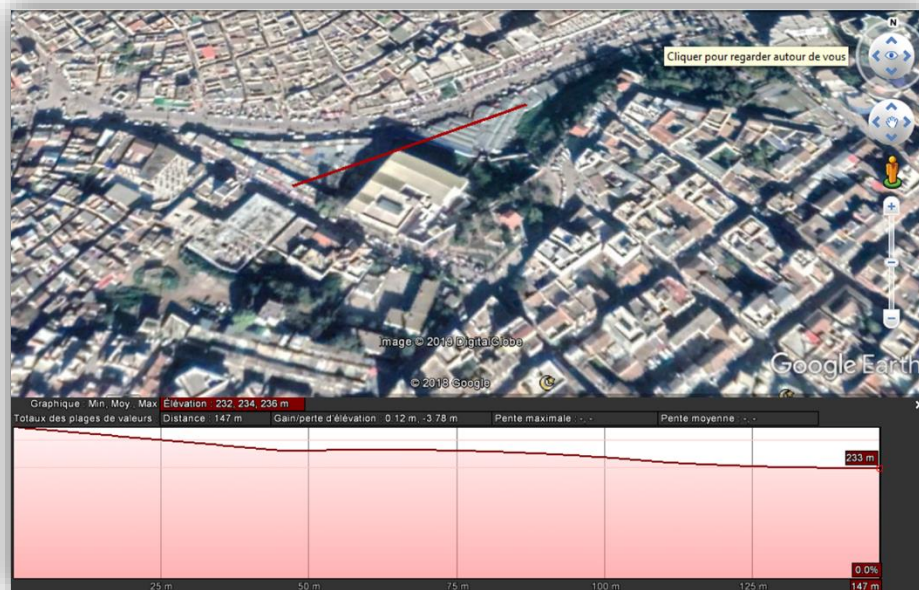 N
Cliquer pour regarder autour de vous
Image © 2019 DigitalGlobe
© 2018 Google
Google Earth
Graphique : Min, Moy., Max Élévation : 232, 234, 236 m
Totaux des plages de valeurs Distance : 147 m Gain/perte d'élévation : 0.12 m, -3.78 m Pente maximale : -, - Pente moyenne : -, -
233 m
0.0%
25 m 50 m 75 m 100 m 125 m 147 m